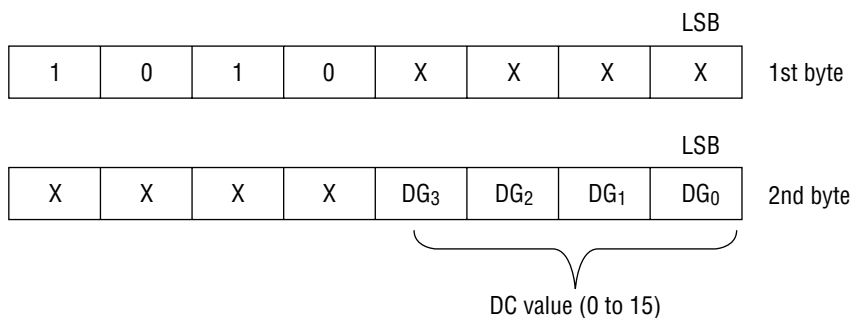 LSB
1 0 1 0 X X X X 1st byte
LSB
X X X X DG₃ DG₂ DG₁ DG₀ 2nd byte
DC value (0 to 15)